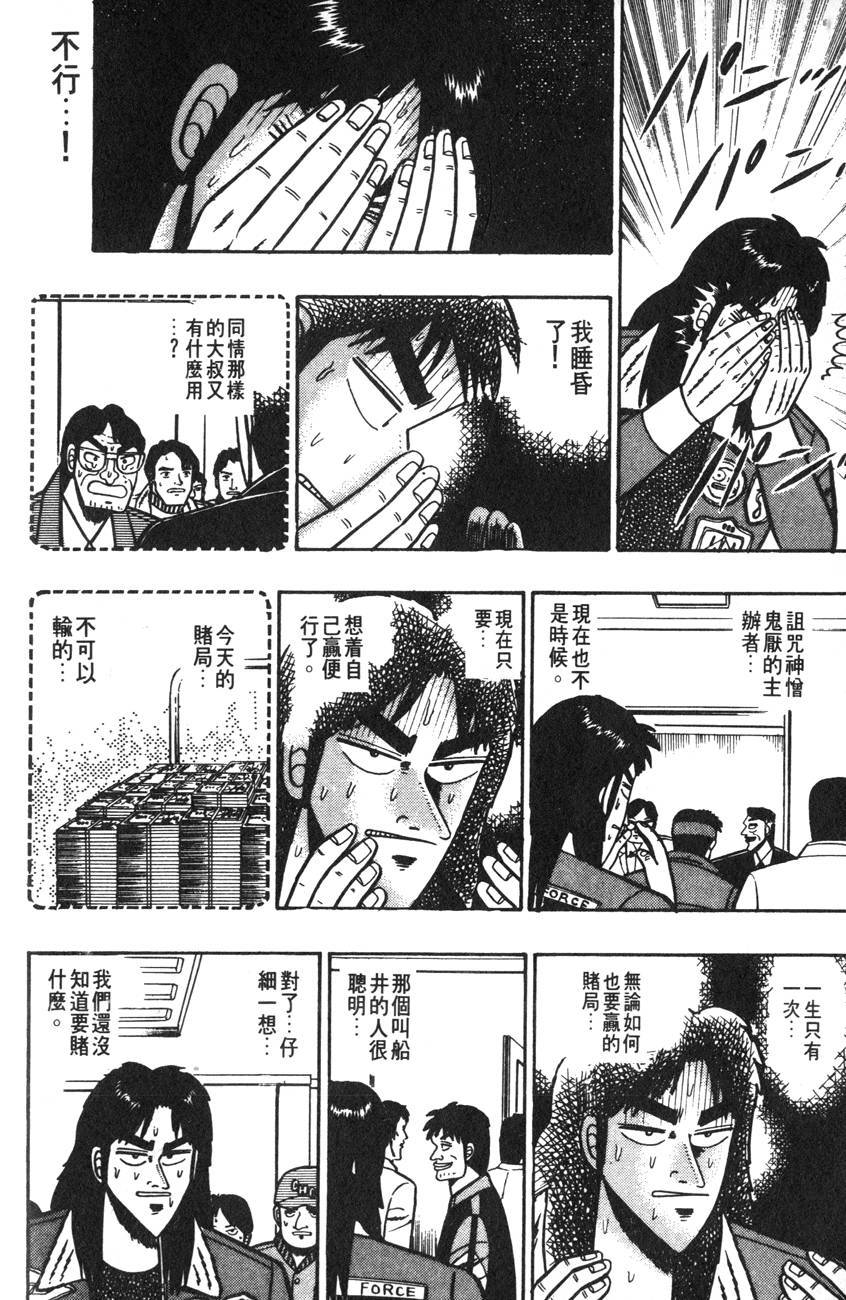 パンッ
パン
パン
不行…！
我睡昏
了！
同情那樣
的大叔又
有什麼用
…？
詛咒神憎
鬼厭的主
辦者…
現在也不
是時候。
現在只
要…
想着自
己贏便
行了。
今天的
賭局…
不可以
輸的…
FORCE
一生只有
一次…
無論如何
也要贏的
賭局…
那個叫船
井的人很
聰明…
FORCE
對了…仔
細一想…
我們還沒
知道要賭
什麼。